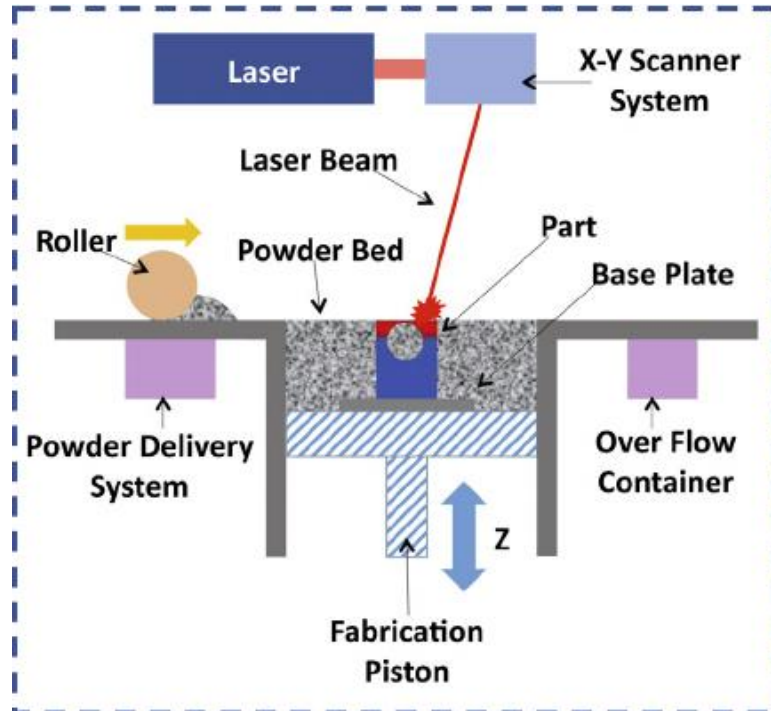 Laser
X-Y Scanner
System
Laser Beam
Roller
Powder Bed
Part
Base Plate
Powder Delivery
System
Over Flow
Container
Z
Fabrication
Piston